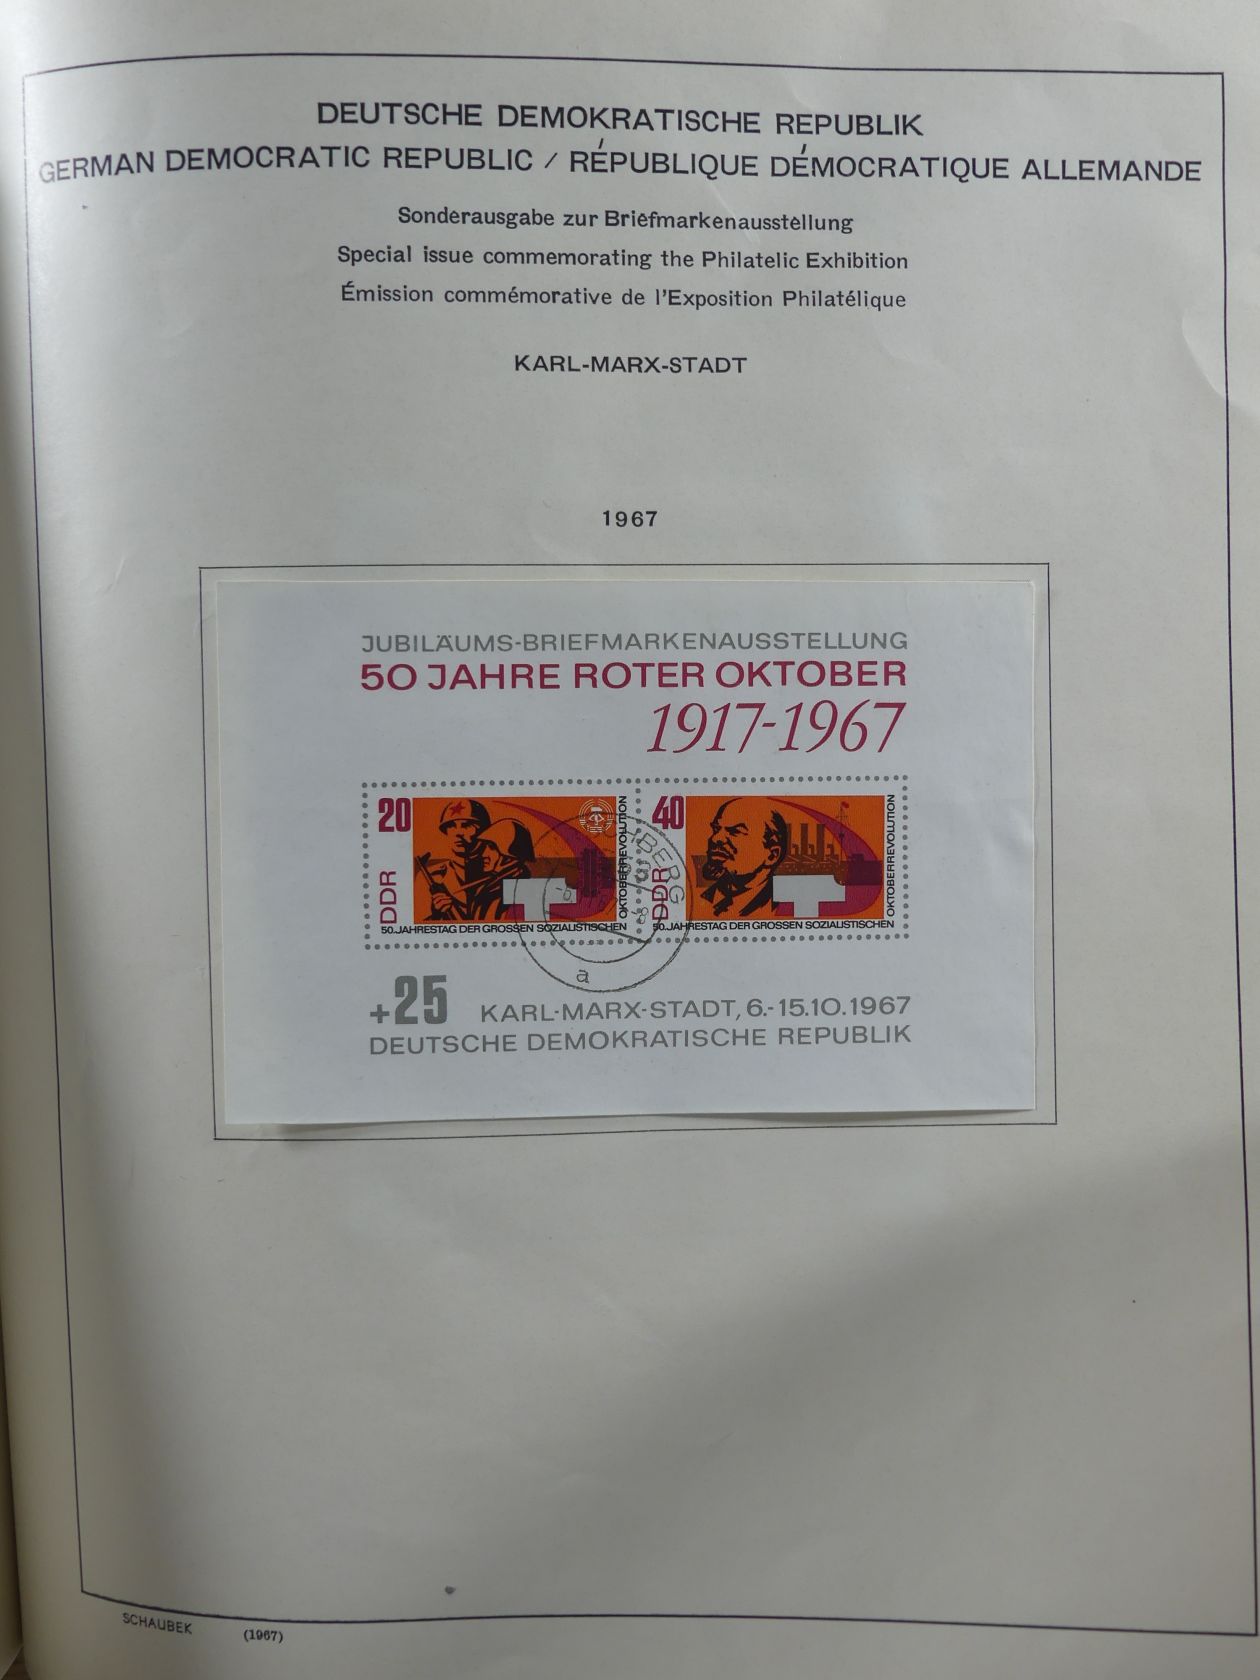 DEUTSCHE DEMOKRATISCHE REPUBLIK
GERMAN DEMOCRATIC REPUBLIC / RÉPUBLIQUE DÉMOCRATIQUE ALLEMANDE
Sonderausgabe zur Briefmarkenausstellung
Special issue commemorating the Philatelic Exhibition
Émission commémorative de l'Exposition Philatélique
KARL-MARX-STADT
1967
JUBILÄUMS-BRIEFMARKENAUSSTELLUNG
50 JAHRE ROTER OKTOBER
1917-1967
20
DDR
50. JAHRESTAG DER GROSSEN SOZIALISTISCHEN
OKTOBERREVOLUTION
40
DDR
50. JAHRESTAG DER GROSSEN SOZIALISTISCHEN
OKTOBERREVOLUTION
a
+25 KARL-MARX-STADT, 6.-15.10.1967
DEUTSCHE DEMOKRATISCHE REPUBLIK
SCHAUBEK (1967)